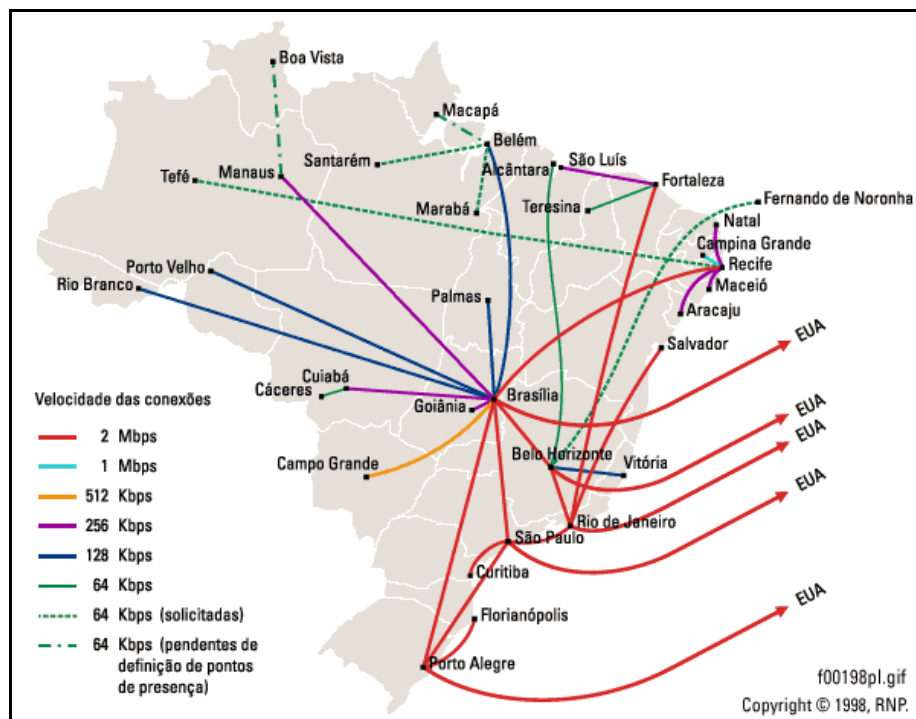 Boa Vista
Macapá
Belém
Santarém
Manaus
Tefé
Alcântara
São Luís
Fortaleza
Marabá
Teresina
Fernando de Noronha
Natal
Campina Grande
Recife
Maceió
Aracaju
Porto Velho
Rio Branco
Palmas
Salvador
EUA
Cuiabá
Cáceres
Goiânia
Brasília
EUA
EUA
Campo Grande
Belo Horizonte
Vitória
EUA
Rio de Janeiro
São Paulo
Curitiba
Florianópolis
EUA
Porto Alegre
Velocidade das conexões
2 Mbps
1 Mbps
512 Kbps
256 Kbps
128 Kbps
64 Kbps
64 Kbps (solicitadas)
64 Kbps (pendentes de
definição de pontos
de presença)
f00198pl.gif
Copyright © 1998, RNP.